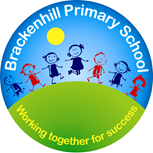 Brackenhill Primary School
Working together for success